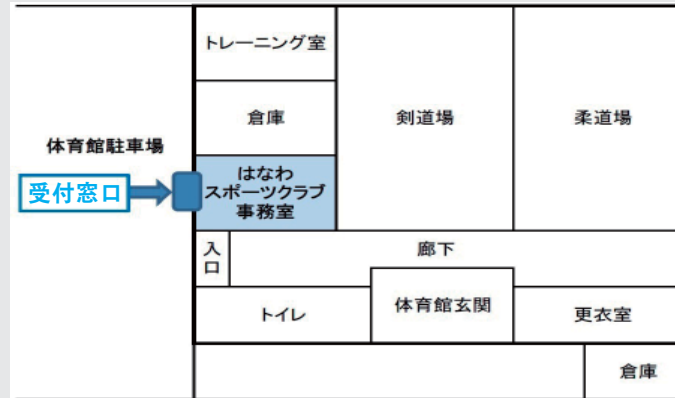 トレーニング室
倉庫
剣道場
柔道場
体育館駐車場
受付窓口
はなわ
スポーツクラブ
事務室
入
口
廊下
トイレ
体育館玄関
更衣室
倉庫